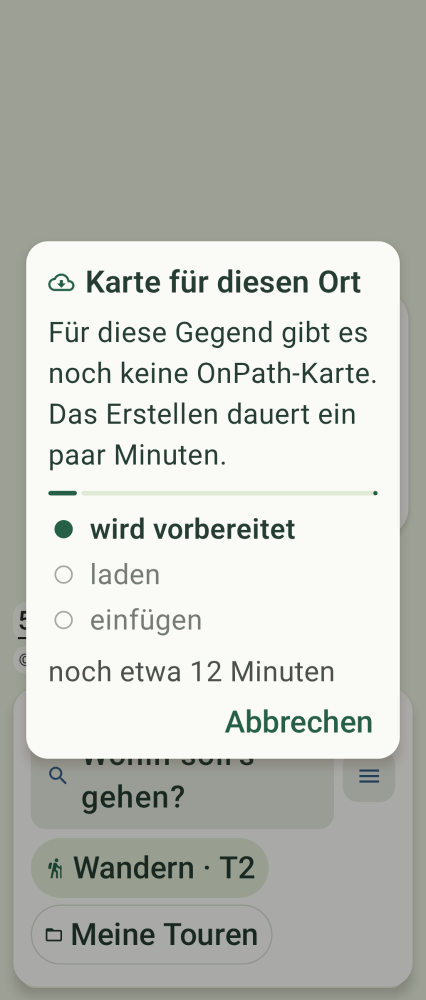 Karte für diesen Ort
Für diese Gegend gibt es
noch keine OnPath-Karte.
Das Erstellen dauert ein
paar Minuten.
wird vorbereitet
laden
einfügen
noch etwa 12 Minuten
Abbrechen
gehen?
Wandern · T2
Meine Touren